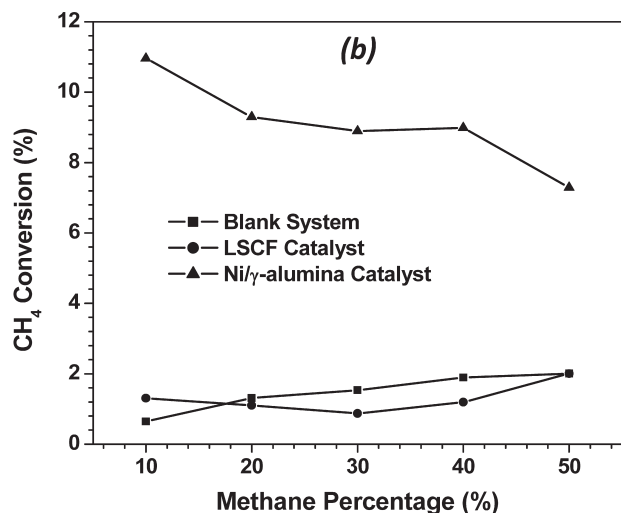 (b)
12
10
8
6
4
2
0
CH4 Conversion (%)
Blank System
LSCF Catalyst
Ni/γ-alumina Catalyst
10 20 30 40 50
Methane Percentage (%)